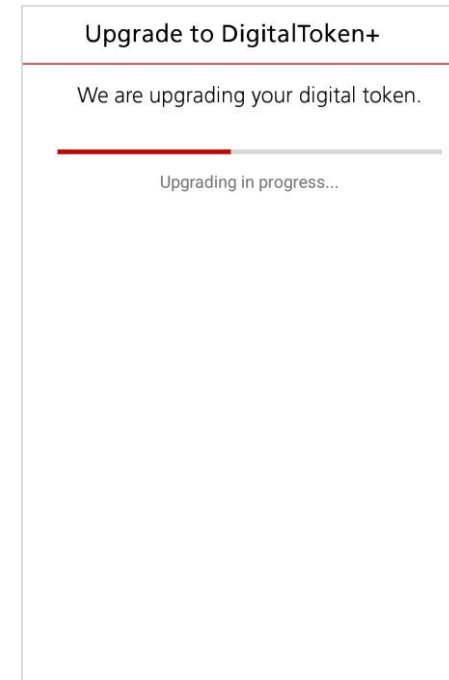 Upgrade to DigitalToken+
We are upgrading your digital token.
Upgrading in progress...